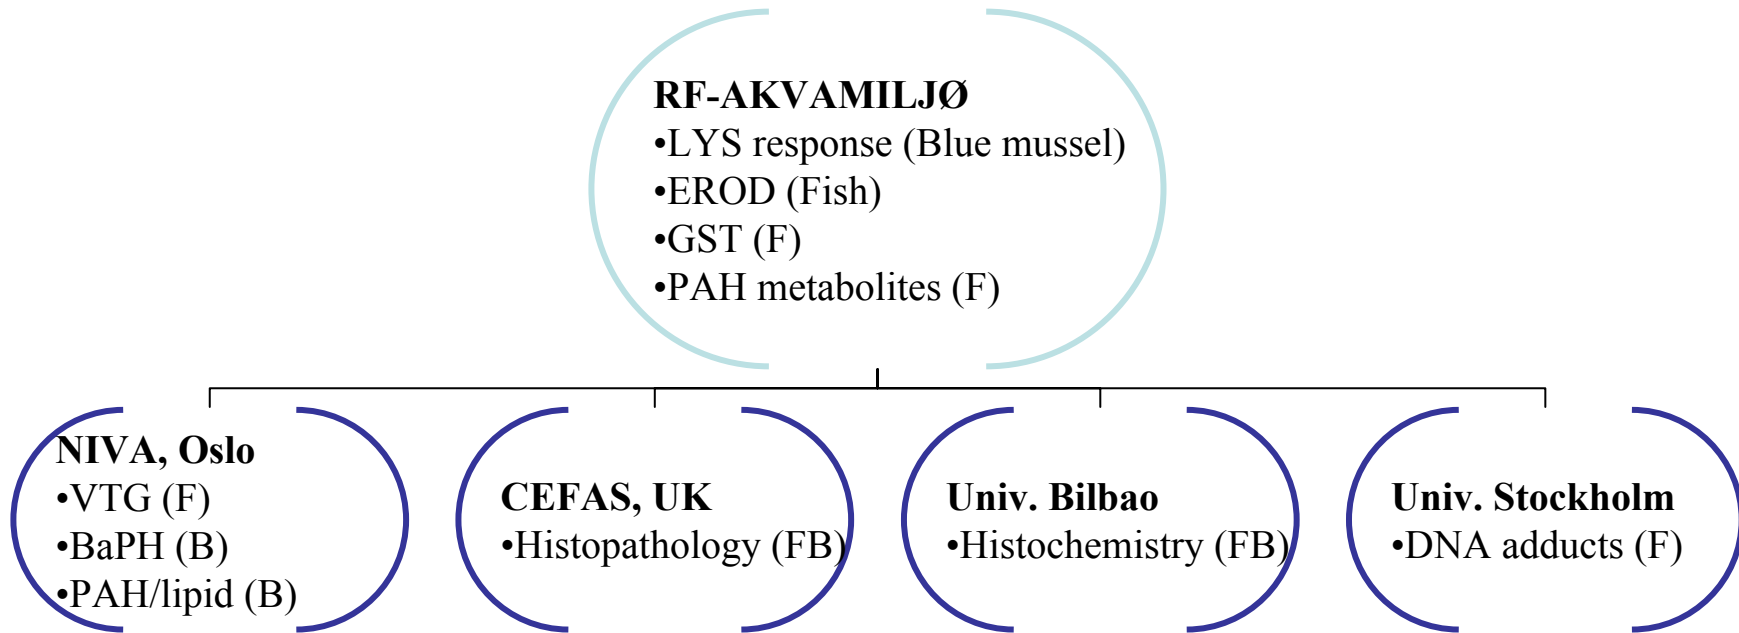 RF-AKVAMILJØ
•LYS response (Blue mussel)
•EROD (Fish)
•GST (F)
•PAH metabolites (F)
NIVA, Oslo
•VTG (F)
•BaPH (B)
•PAH/lipid (B)
CEFAS, UK
•Histopathology (FB)
Univ. Bilbao
•Histochemistry (FB)
Univ. Stockholm
•DNA adducts (F)